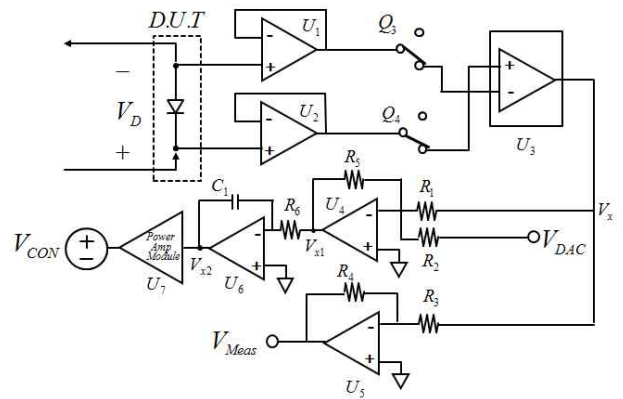 D.U.T
U1
Q3
-
+
−
VD
+
U2
-
+
Q4
+
-
U3
R5
R1
C1
R6
U4
-
+
Vx1
Vx
R2
VDAC
VCON
+
−
Power
Amp
Module
U7
Vx2
U6
-
+
R4
R3
VMeas
-
+
U5